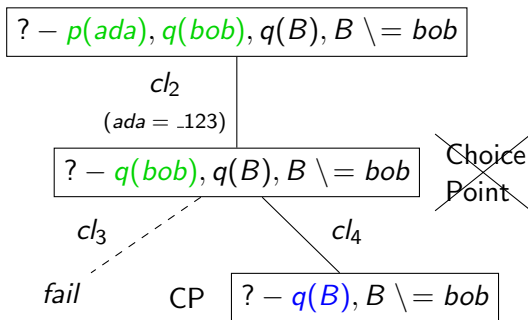 ? − p(ada), q(bob), q(B), B \ = bob
cl2
(ada = _123)
? − q(bob), q(B), B \ = bob
Choice
Point
cl3
cl4
fail
CP
? − q(B), B \ = bob